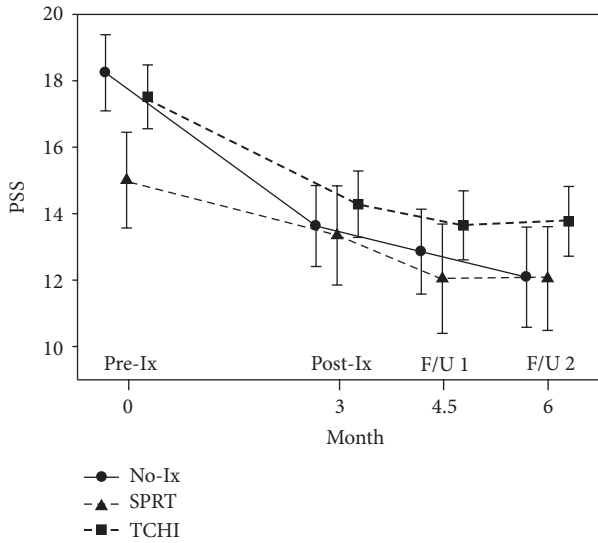 20
18
16
PSS
14
12
10
Pre-Ix Post-Ix F/U 1 F/U 2
0 3 4.5 6
Month
No-Ix
SPRT
TCHI